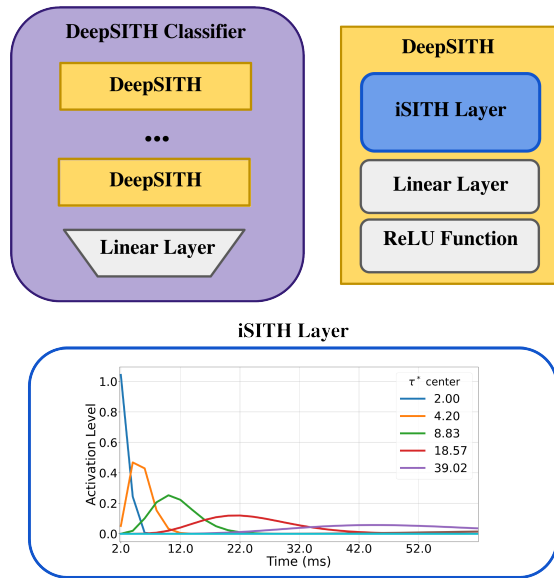 DeepSITH Classifier
DeepSITH
...
DeepSITH
Linear Layer
DeepSITH
iSITH Layer
Linear Layer
ReLU Function
iSITH Layer
τ* center
2.00
4.20
8.83
18.57
39.02
Activation Level
1.0
0.8
0.6
0.4
0.2
0.0
2.0 12.0 22.0 32.0 42.0 52.0
Time (ms)